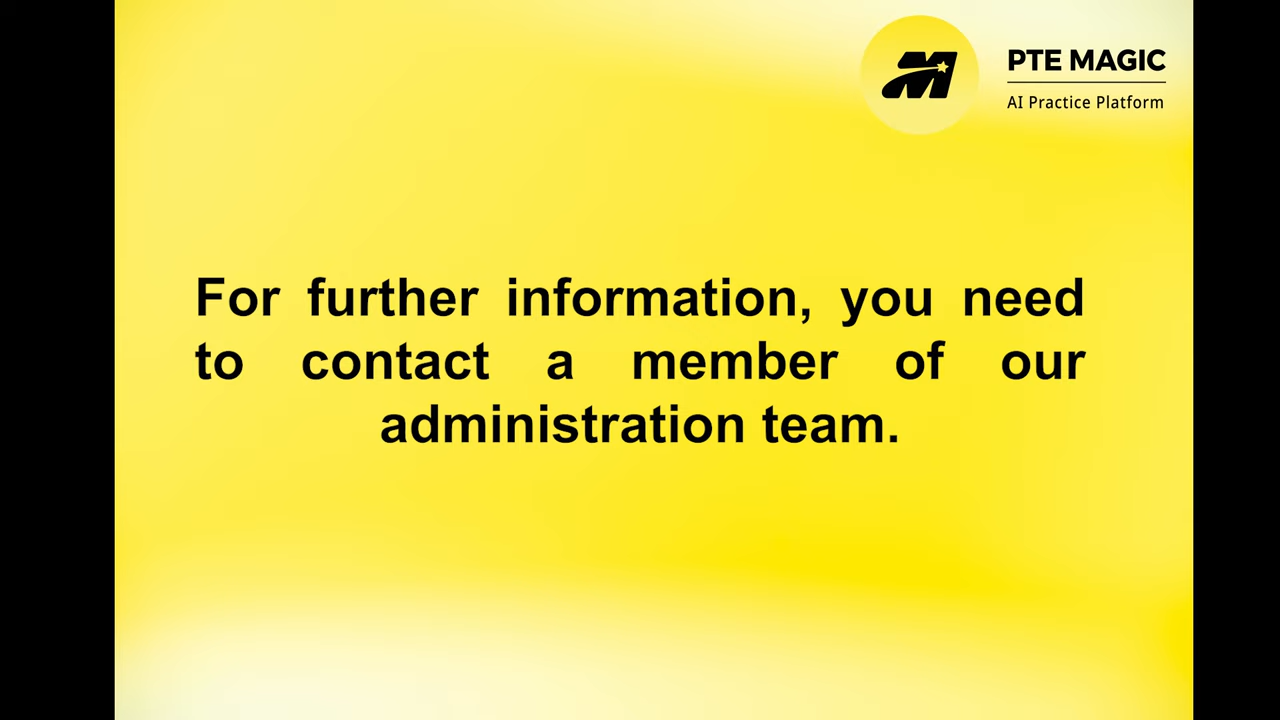 PTE MAGIC
AI Practice Platform
For further information, you need
to contact a member of our
administration team.